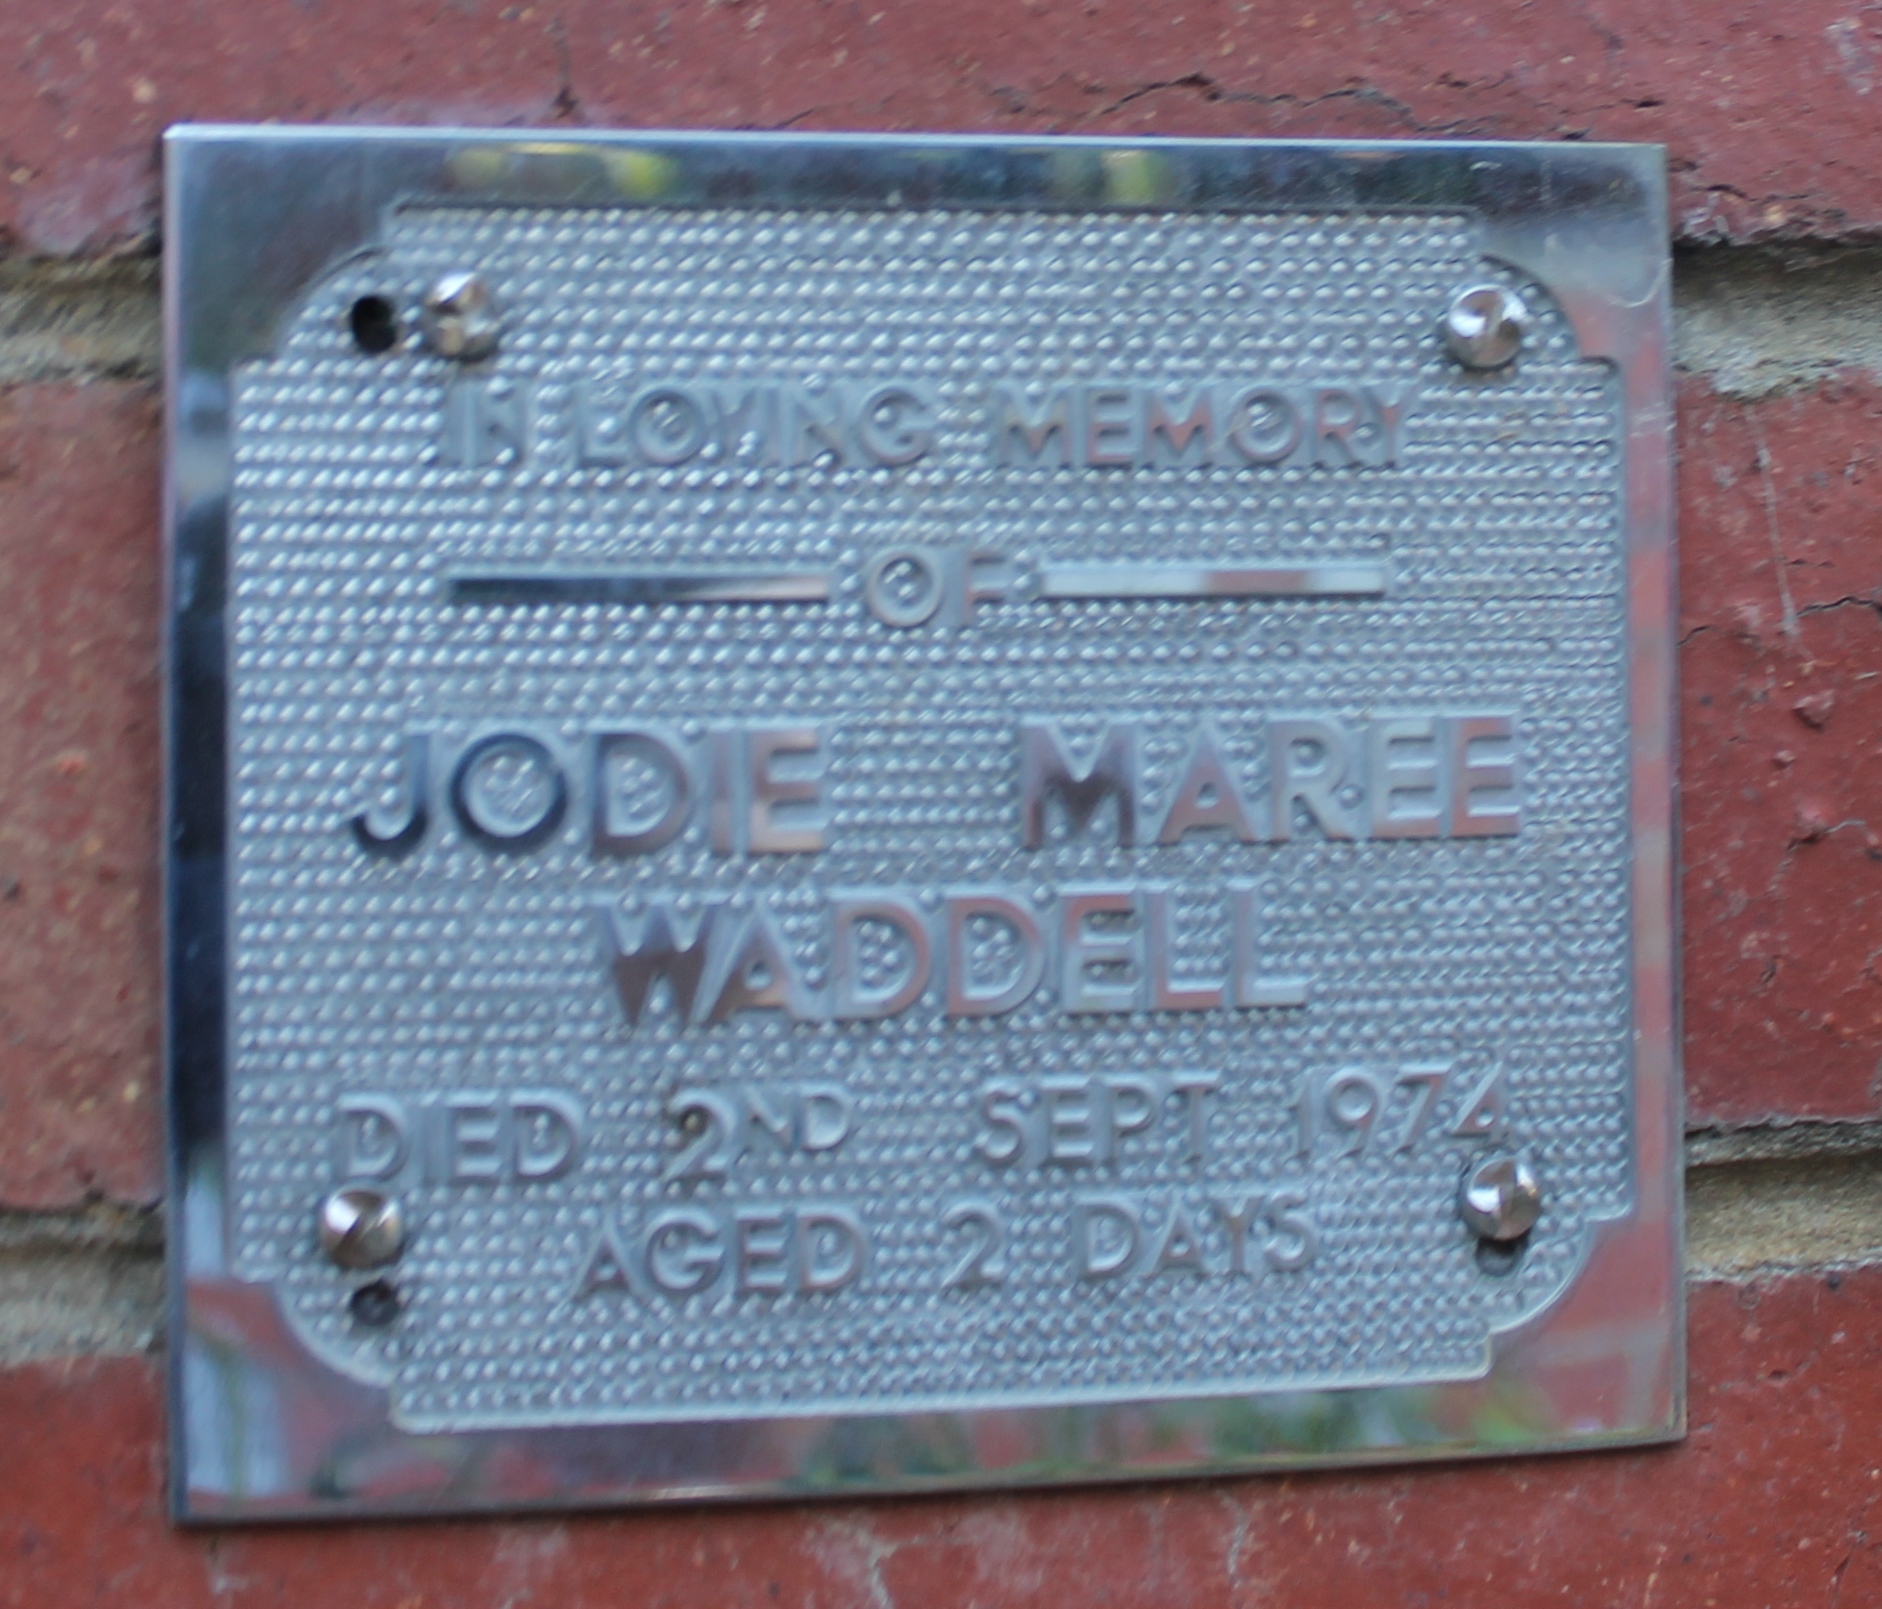 IN LOVING MEMORY
OF
JODIE MAREE
WADDELL
DIED 2ND SEPT 1974
AGED 2 DAYS